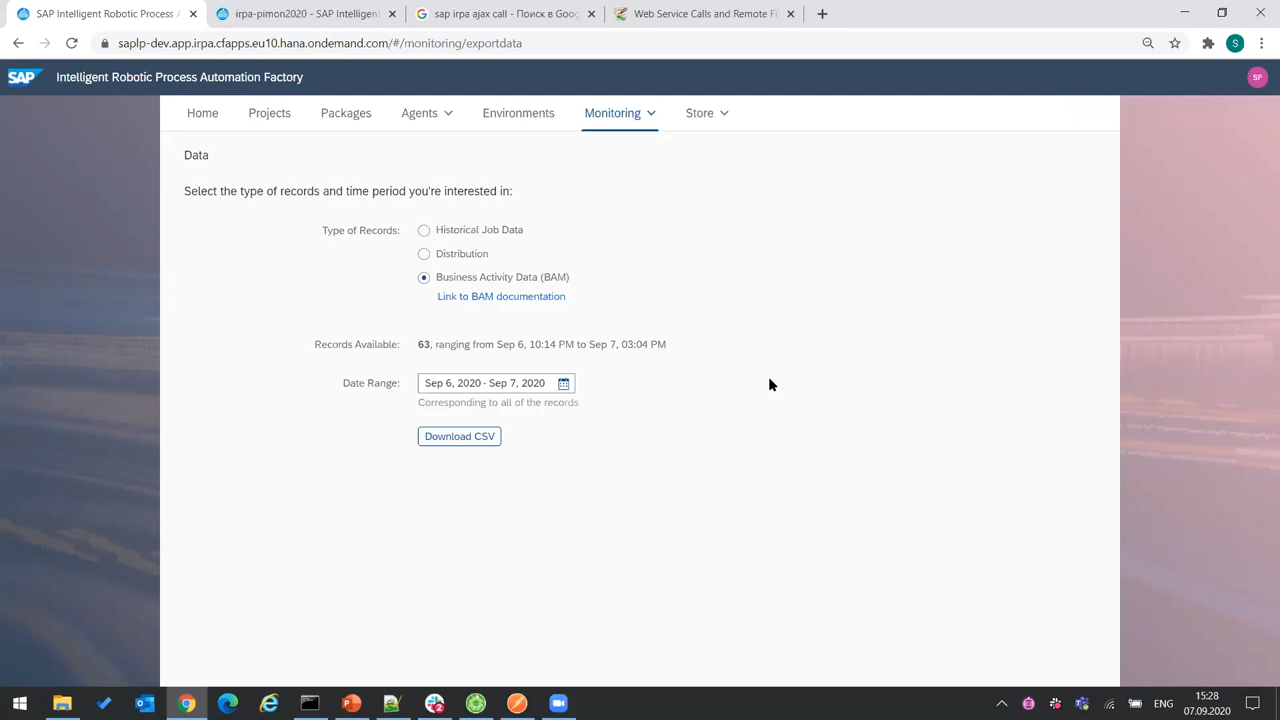 SAP Intelligent Robotic Process A
irpa-pimon2020 - SAP Intelligent
sap irpa ajax call - Поиск в Goog
Web Service Calls and Remote Fi
saplp-dev.app.irpa.cfapps.eu10.hana.ondemand.com/#/monitoring/exportdata
S
SAP Intelligent Robotic Process Automation Factory
SF
Home Projects Packages Agents Environments Monitoring Store
Data
Select the type of records and time period you're interested in:
Type of Records:
Historical Job Data
Distribution
Business Activity Data (BAM)
Link to BAM documentation
Records Available: 63, ranging from Sep 6, 10:14 PM to Sep 7, 03:04 PM
Date Range: Sep 6, 2020 - Sep 7, 2020
Corresponding to all of the records
Download CSV
ENG
15:28
07.09.2020